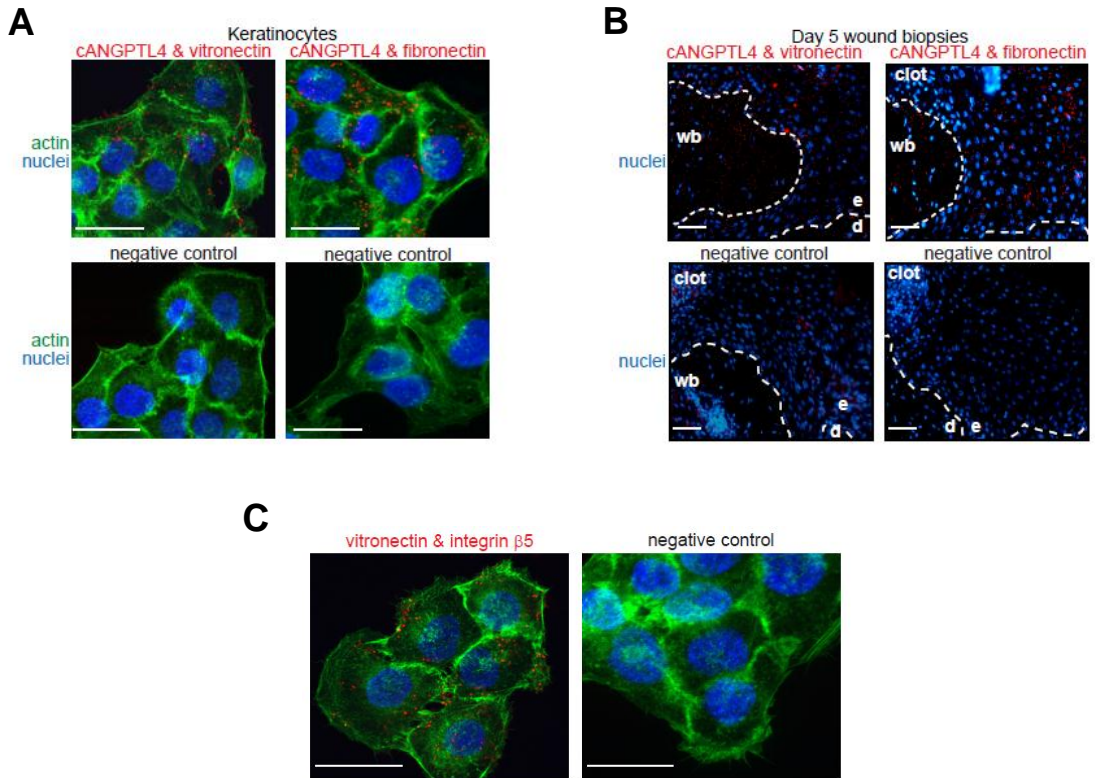 A
Keratinocytes
cANGPTL4 & vitronectin cANGPTL4 & fibronectin
actin
nuclei
negative control negative control
actin
nuclei
B
Day 5 wound biopsies
cANGPTL4 & vitronectin cANGPTL4 & fibronectin
clot
wb wb
nuclei
e
d
negative control negative control
clot clot
nuclei
wb
e
d d e
C
vitronectin & integrin β5 negative control